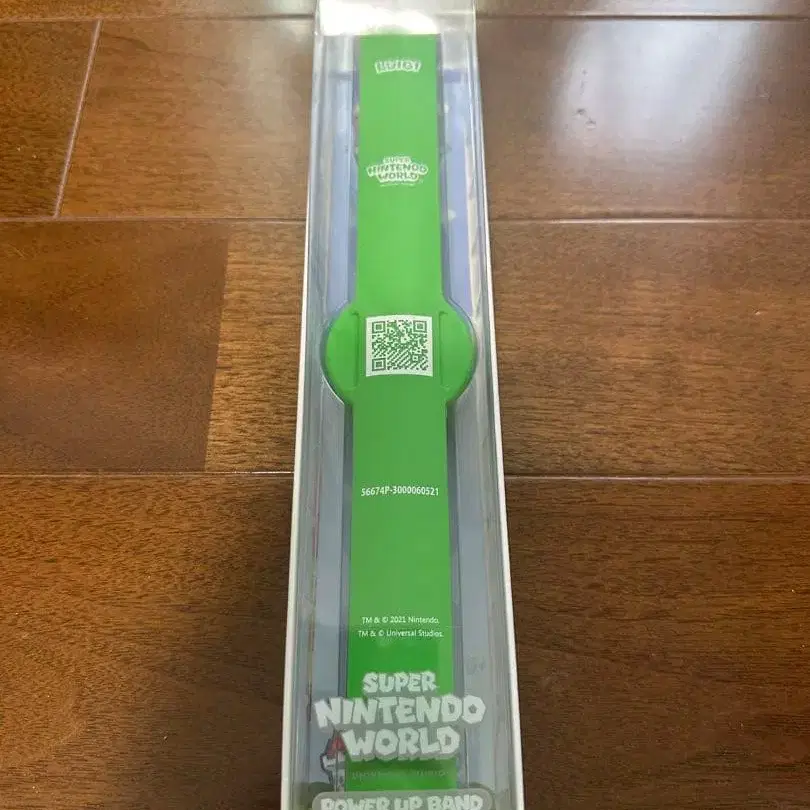 LUIGI
SUPER
NINTENDO
WORLD
56674P-3000060521
TM & © 2021 Nintendo.
TM & © Universal Studios.
SUPER
NINTENDO
WORLD
POWER UP BAND